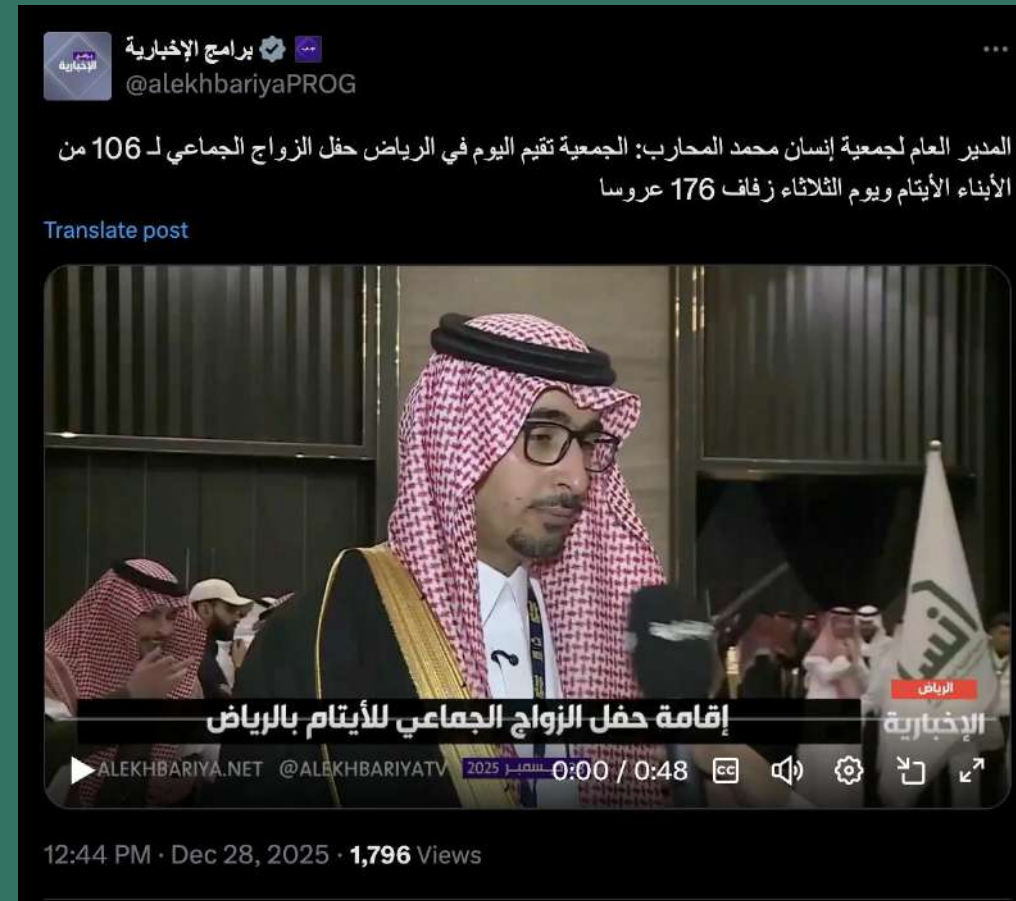 برامج الإخبارية
@alekhbariyaPROG
المدير العام لجمعية إنسان محمد المحارب: الجمعية تقيم اليوم في الرياض حفل الزواج الجماعي لـ 106 من
الأبناء الأيتام ويوم الثلاثاء زفاف 176 عروسا
Translate post
الرياض
إقامة حفل الزواج الجماعي للأيتام بالرياض
الإخبارية
ALEKHBARIYA.NET @ALEKHBARIYATV 2025
0:00 / 0:48
CC
12:44 PM · Dec 28, 2025 · 1,796 Views